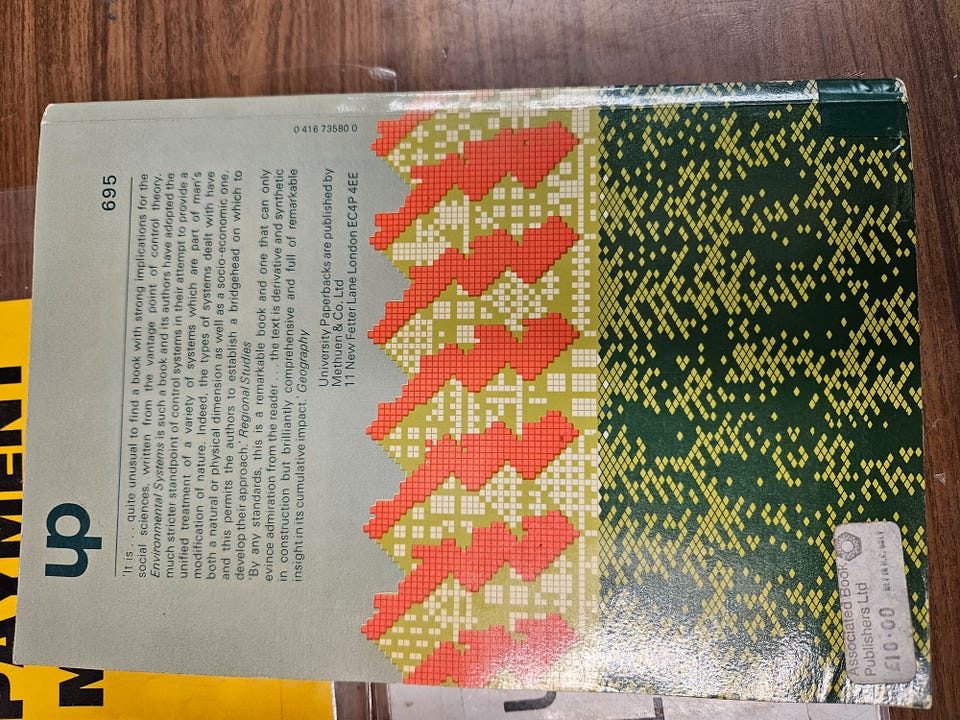 up
695
'It is . . . quite unusual to find a book with strong implications for the
social sciences, written from the vantage point of control theory.
Environmental Systems is such a book and its authors have adopted the
much stricter standpoint of control systems in their attempt to provide a
unified treatment of a variety of systems which are part of man's
modification of nature. Indeed, the types of systems dealt with have
both a natural or physical dimension as well as a socio-economic one,
and this permits the authors to establish a bridgehead on which to
develop their approach.' Regional Studies
'By any standards, this is a remarkable book and one that can only
evince admiration from the reader . . . the text is derivative and synthetic
in construction but brilliantly comprehensive and full of remarkable
insight in its cumulative impact.' Geography
University Paperbacks are published by
Methuen & Co. Ltd
11 New Fetter Lane London EC4P 4EE
0 416 73580 0
Associated Book
Publishers Ltd
£10·00 NET IN U.K. ONLY
PAYMENT